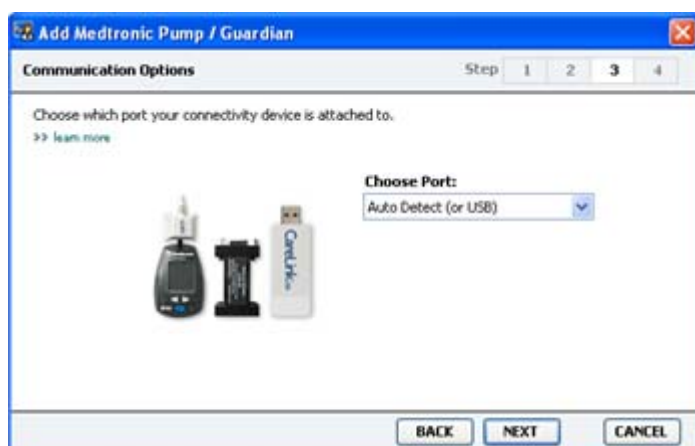 Add Medtronic Pump / Guardian
Communication Options
Step 1 2 3 4
Choose which port your connectivity device is attached to.
>> learn more
Choose Port:
Auto Detect (or USB)
CareLink
BACK NEXT CANCEL